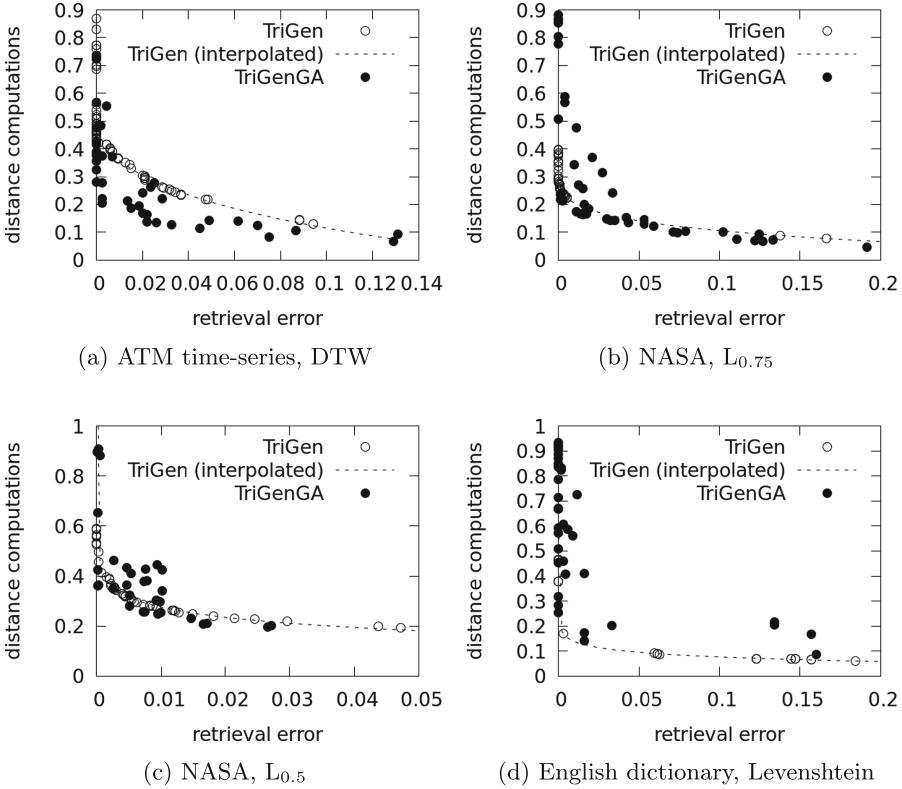 0.9
0.8
0.7
0.6
0.5
0.4
0.3
0.2
0.1
0
distance computations
TriGen
TriGen (interpolated)
TriGenGA
0 0.02 0.04 0.06 0.08 0.1 0.12 0.14
retrieval error
(a) ATM time-series, DTW
0.9
0.8
0.7
0.6
0.5
0.4
0.3
0.2
0.1
0
distance computations
TriGen
TriGen (interpolated)
TriGenGA
0 0.05 0.1 0.15 0.2
retrieval error
(b) NASA, L0.75
1
0.8
0.6
0.4
0.2
0
distance computations
TriGen
TriGen (interpolated)
TriGenGA
0 0.01 0.02 0.03 0.04 0.05
retrieval error
(c) NASA, L0.5
1
0.9
0.8
0.7
0.6
0.5
0.4
0.3
0.2
0.1
0
distance computations
TriGen
TriGen (interpolated)
TriGenGA
0 0.05 0.1 0.15 0.2
retrieval error
(d) English dictionary, Levenshtein